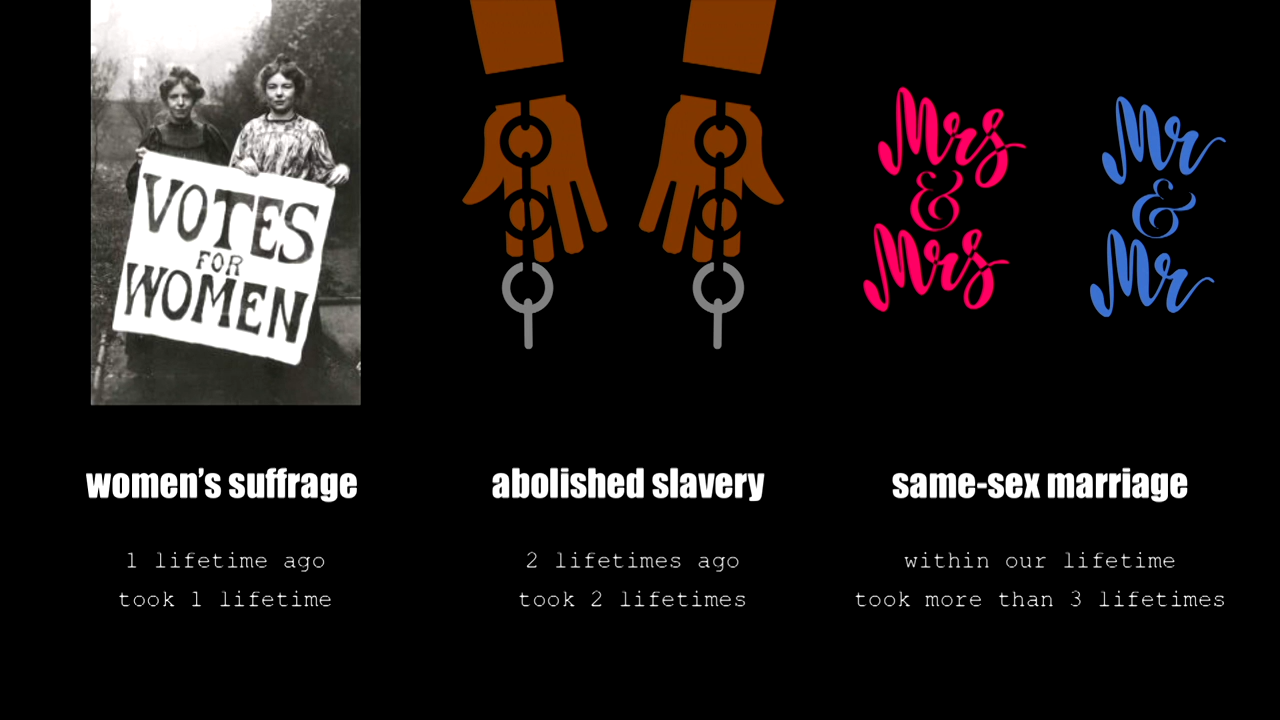 VOTES
FOR
WOMEN
Mrs
&
Mrs
Mr
&
Mr
women's suffrage
1 lifetime ago
took 1 lifetime
abolished slavery
2 lifetimes ago
took 2 lifetimes
same-sex marriage
within our lifetime
took more than 3 lifetimes